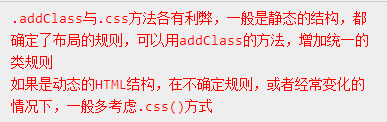 .addClass与.css方法各有利弊，一般是静态的结构，都
确定了布局的规则，可以用addClass的方法，增加统一的
类规则
如果是动态的HTML结构，在不确定规则，或者经常变化的
情况下，一般多考虑.css()方式